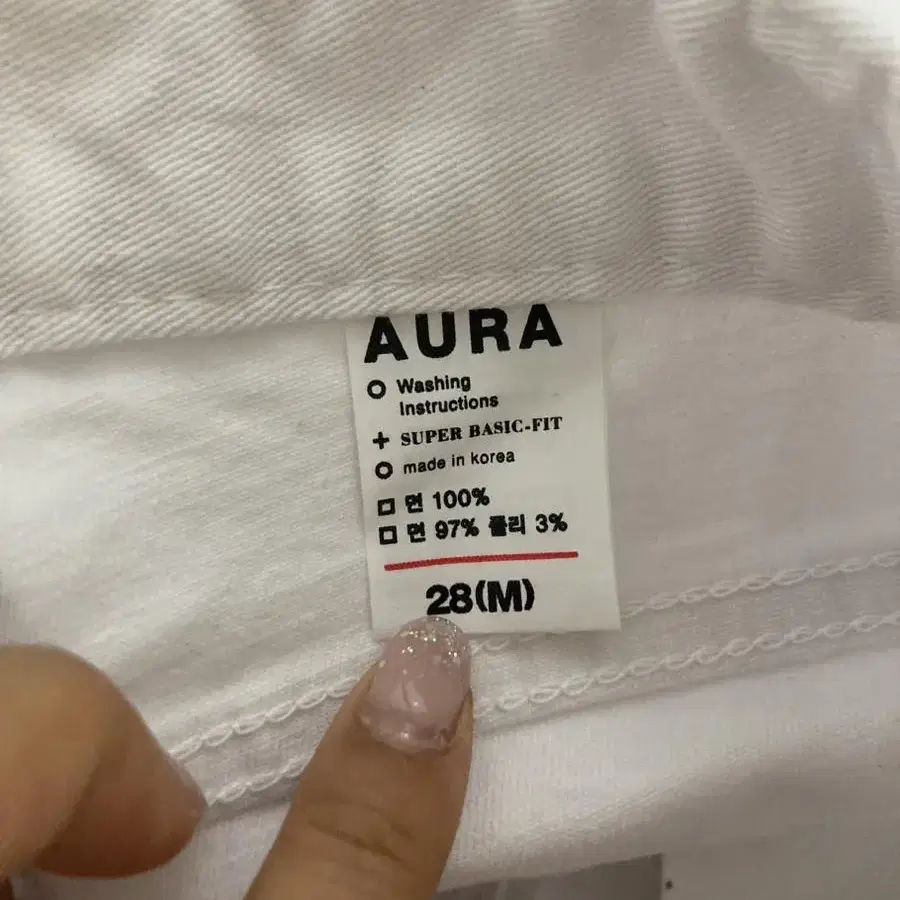 AURA
Washing
Instructions
SUPER BASIC-FIT
made in korea
면 100%
면 97% 폴리 3%
28(M)